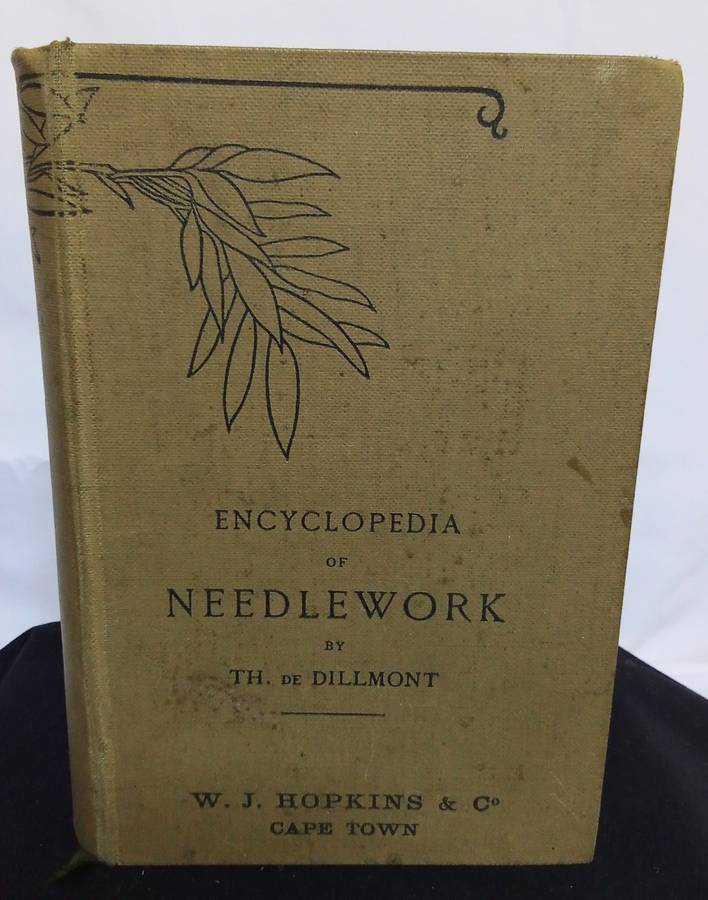 ENCYCLOPEDIA
OF
NEEDLEWORK
BY
TH. DE DILLMONT
W. J. HOPKINS & Cº
CAPE TOWN